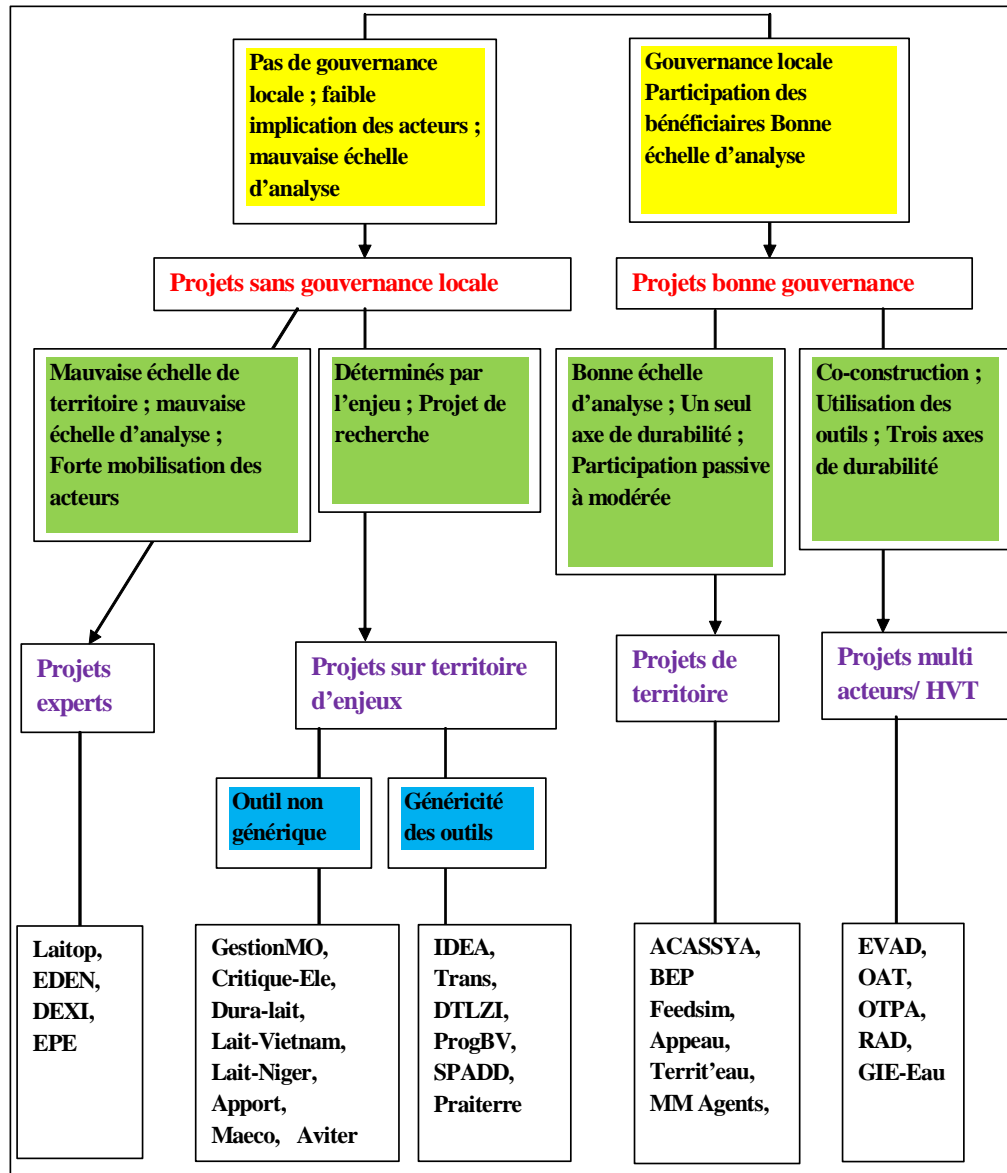 Pas de gouvernance
locale ; faible
implication des acteurs ;
mauvaise échelle
d'analyse
Gouvernance locale
Participation des
bénéficiaires Bonne
échelle d'analyse
Projets sans gouvernance locale
Projets bonne gouvernance
Mauvaise échelle de
territoire ; mauvaise
échelle d'analyse ;
Forte mobilisation des
acteurs
Déterminés par
l'enjeu ; Projet de
recherche
Bonne échelle
d'analyse ; Un seul
axe de durabilité ;
Participation passive
à modérée
Co-construction ;
Utilisation des
outils ; Trois axes
de durabilité
Projets
experts
Projets sur territoire
d'enjeux
Projets de
territoire
Projets multi
acteurs/ HVT
Outil non
générique
Généricité
des outils
Laitop,
EDEN,
DEXI,
EPE
GestionMO,
Critique-Ele
Dura-lait,
Lait-Vietnam,
Lait-Niger,
Apport,
Maeco, Aviter
IDEA,
Trans,
DTLZI,
ProgBV,
SPADD,
Praiterre
ACASSYA,
BEP
Feedsim,
Appeau,
Territ'eau,
MM Agents,
EVAD,
OAT,
OTPA,
RAD,
GIE-Eau